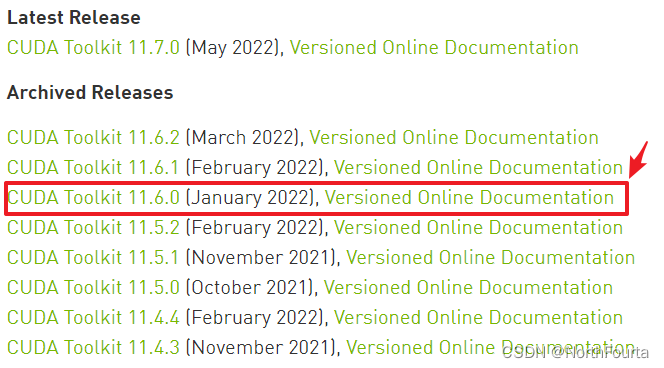 Latest Release
CUDA Toolkit 11.7.0 (May 2022), Versioned Online Documentation
Archived Releases
CUDA Toolkit 11.6.2 (March 2022), Versioned Online Documentation
CUDA Toolkit 11.6.1 (February 2022), Versioned Online Documentation
CUDA Toolkit 11.6.0 (January 2022), Versioned Online Documentation
CUDA Toolkit 11.5.2 (February 2022), Versioned Online Documentation
CUDA Toolkit 11.5.1 (November 2021), Versioned Online Documentation
CUDA Toolkit 11.5.0 (October 2021), Versioned Online Documentation
CUDA Toolkit 11.4.4 (February 2022), Versioned Online Documentation
CUDA Toolkit 11.4.3 (November 2021), Versioned Online Documentation
CSDN @NorthFourta